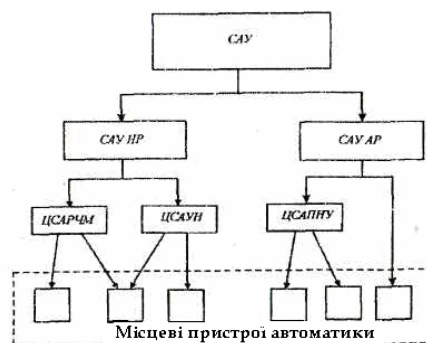 САУ
САУ НР
САУ АР
ЦСАРЧМ
ЦСАУН
ЦСАПНУ
Місцеві пристрої автоматики